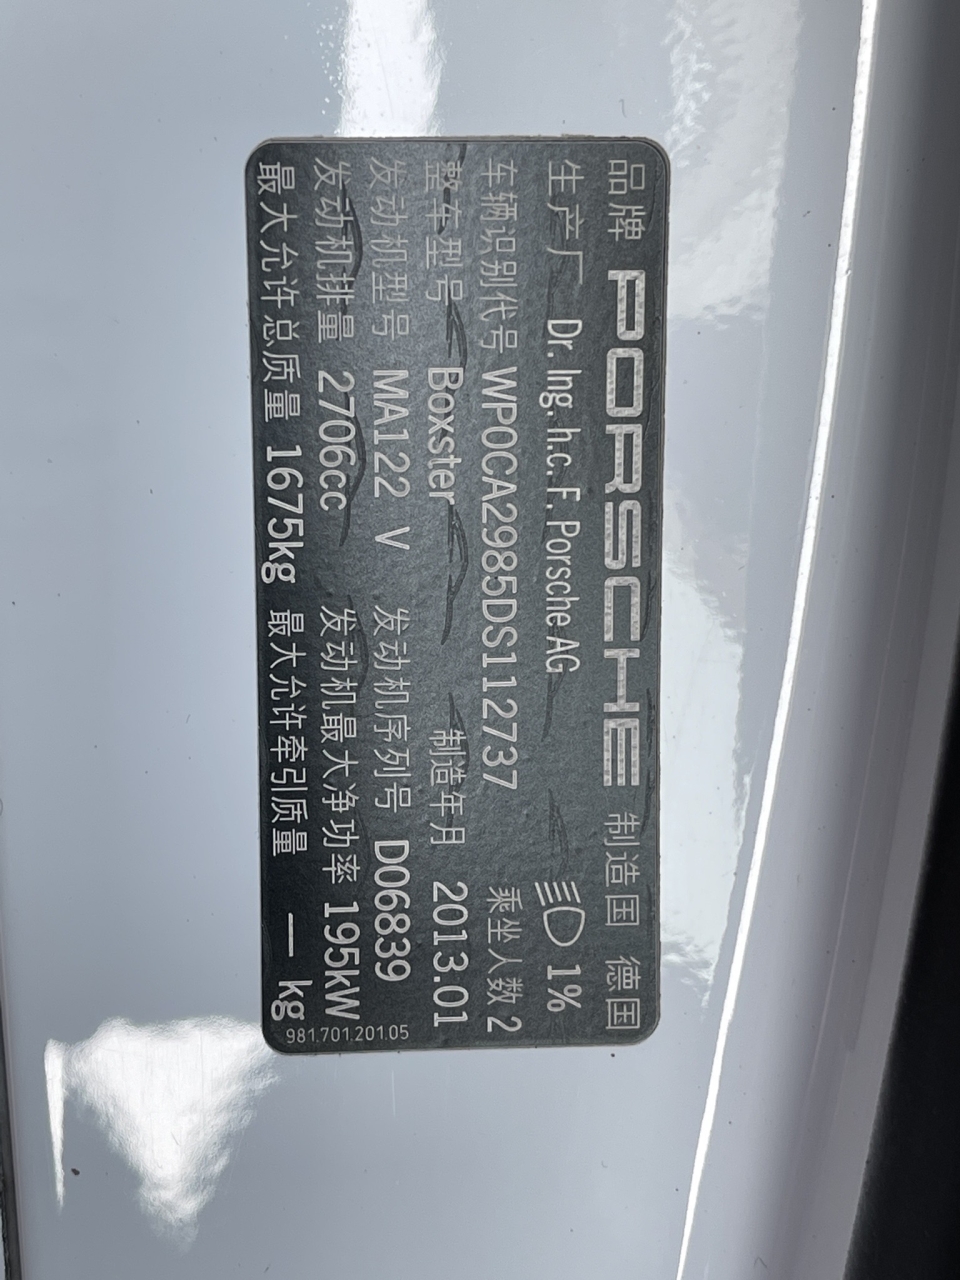 品牌 PORSCHE 制造国 德国
生产厂 Dr. Ing. h.c. F. Porsche AG 1%
车辆识别代号 WP0CA2985DS112737 乘坐人数 2
整车型号 Boxster 制造年月 2013.01
发动机型号 MA122 V 发动机序列号 D06839
发动机排量 2706cc 发动机最大净功率 195kW
最大允许总质量 1675kg 最大允许牵引质量 — kg
981.701.201.05